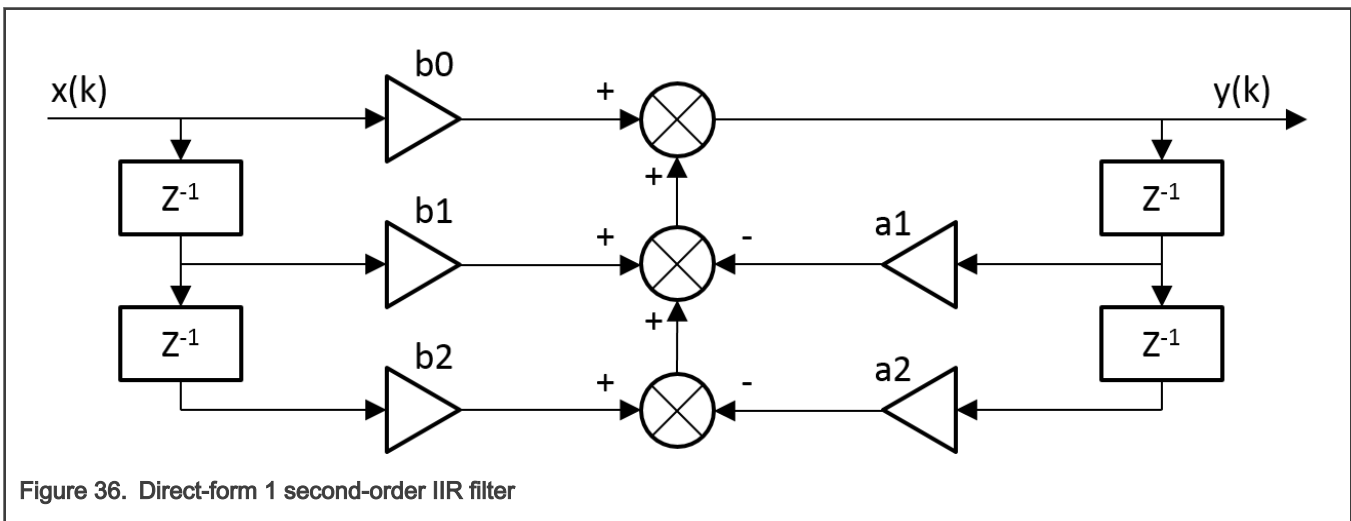 b0
x(k)
+
y(k)
Z-1
+
Z-1
b1
+
-
a1
Z-1
+
Z-1
b2
+
-
a2
Figure 36. Direct-form 1 second-order IIR filter